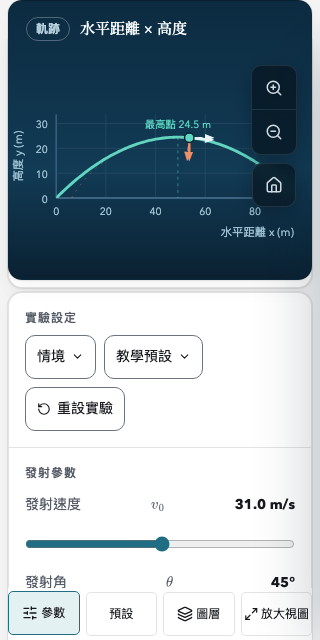 軌跡 水平距離 × 高度
最高點 24.5 m
高度 y (m)
30
20
10
0
0 20 40 60 80
水平距離 x (m)
實驗設定
情境 教學預設
重設實驗
發射參數
發射速度 v₀ 31.0 m/s
發射角 θ 45°
參數 預設 圖層 放大視圖